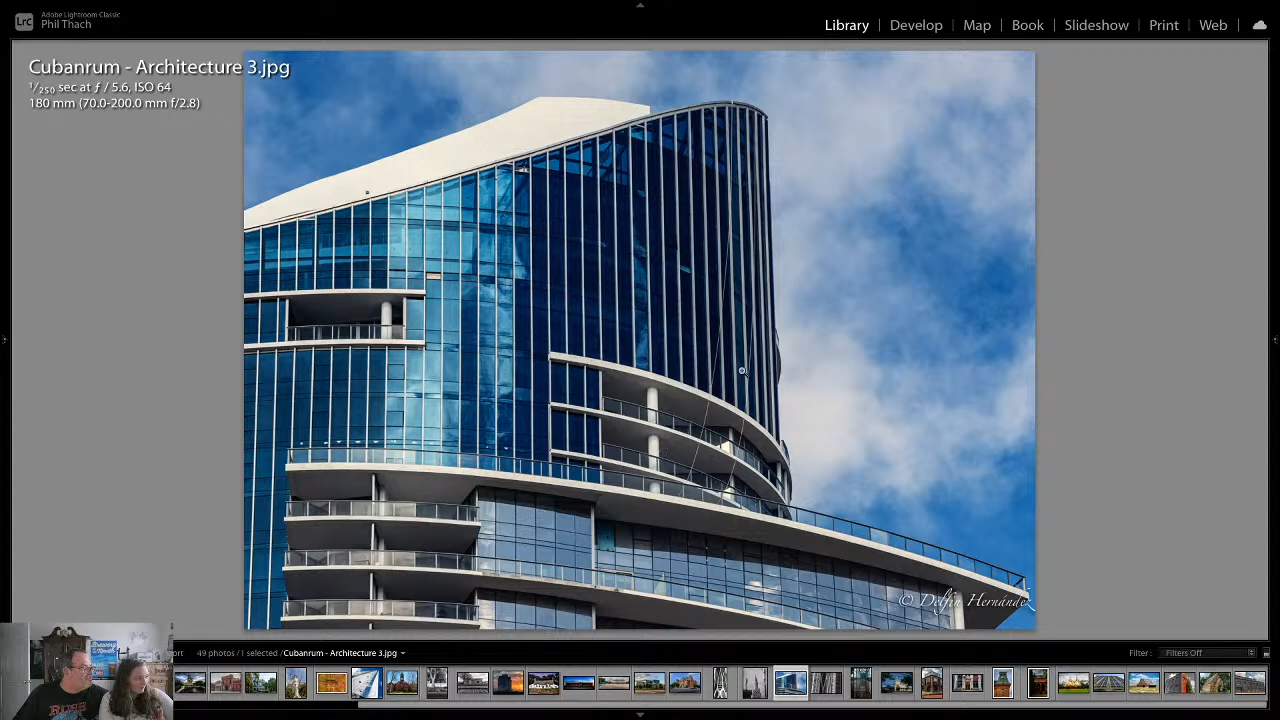 Lrc
Adobe Lightroom Classic
Phil Thach
Library
Develop
Map
Book
Slideshow
Print
Web
Cubanrum - Architecture 3.jpg
1/250 sec at ƒ / 5.6, ISO 64
180 mm (70.0-200.0 mm f/2.8)
© Delfin Hernández
49 photos / 1 selected / Cubanrum - Architecture 3.jpg
Filter :
Filters Off